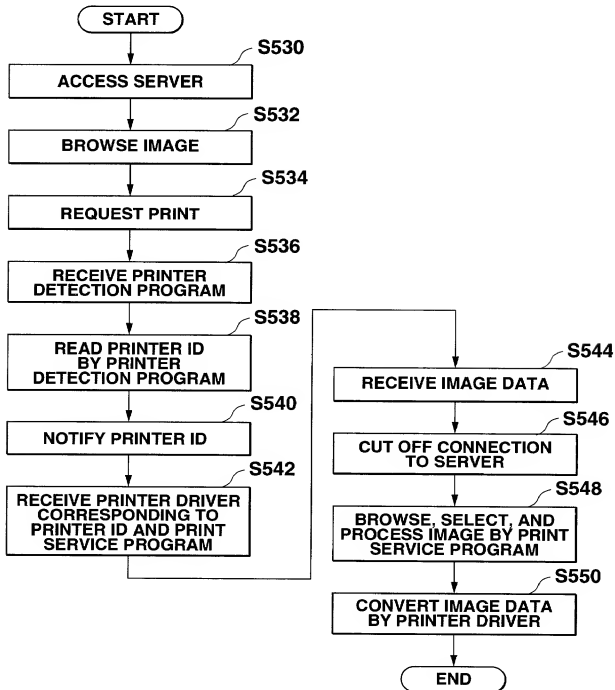 START
S530
ACCESS SERVER
S532
BROWSE IMAGE
S534
REQUEST PRINT
S536
RECEIVE PRINTER
DETECTION PROGRAM
S538
READ PRINTER ID
BY PRINTER
DETECTION PROGRAM
S540
NOTIFY PRINTER ID
S542
RECEIVE PRINTER DRIVER
CORRESPONDING TO
PRINTER ID AND PRINT
SERVICE PROGRAM
S544
RECEIVE IMAGE DATA
S546
CUT OFF CONNECTION
TO SERVER
S548
BROWSE, SELECT, AND
PROCESS IMAGE BY PRINT
SERVICE PROGRAM
S550
CONVERT IMAGE DATA
BY PRINTER DRIVER
END